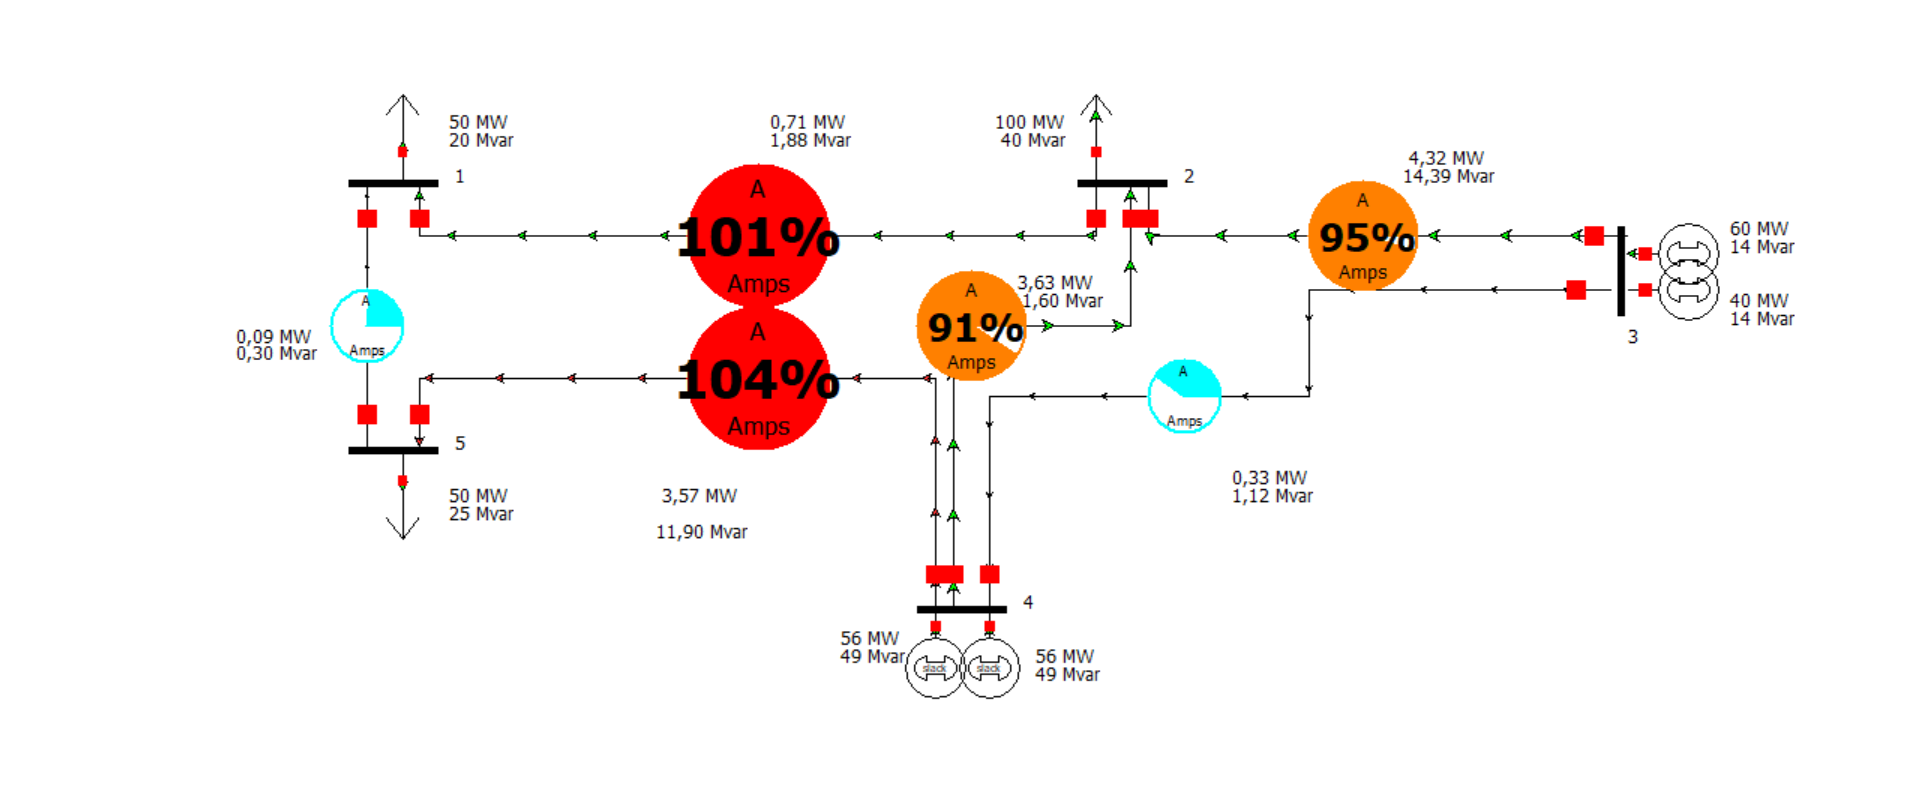 50 MW
20 Mvar
1
0,71 MW
1,88 Mvar
A
101%
Amps
100 MW
40 Mvar
2
4,32 MW
14,39 Mvar
A
95%
Amps
60 MW
14 Mvar
40 MW
14 Mvar
3
A
Amps
0,09 MW
0,30 Mvar
A
104%
Amps
A
91%
Amps
3,63 MW
1,60 Mvar
A
Amps
0,33 MW
1,12 Mvar
5
50 MW
25 Mvar
3,57 MW
11,90 Mvar
4
56 MW
49 Mvar
slack
slack
56 MW
49 Mvar